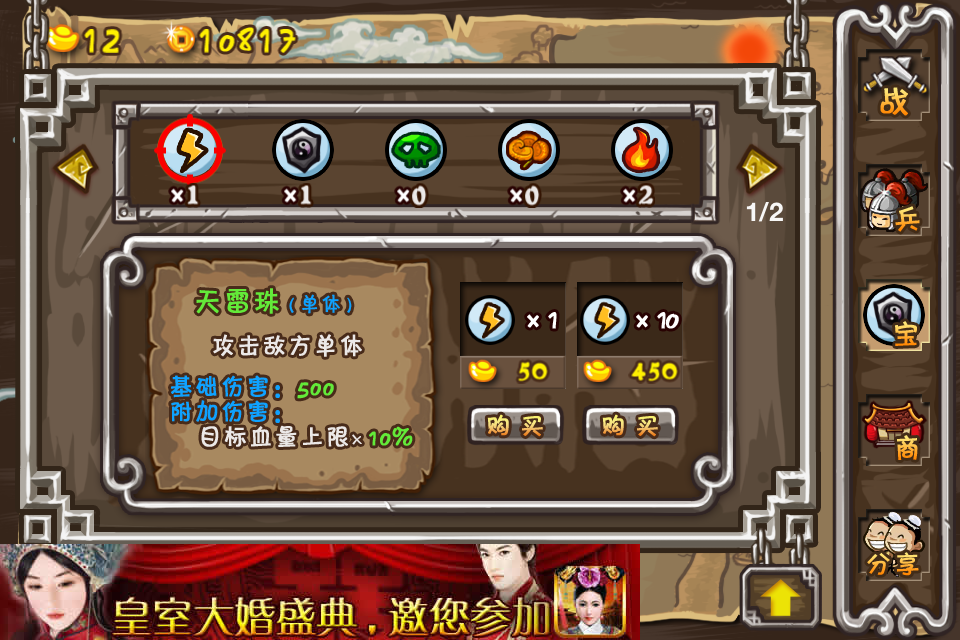 12
10817
×1
×1
×0
×0
×2
1/2
天雷珠(单体)
攻击敌方单体
基础伤害: 500
附加伤害:
目标血量上限×10%
×1
50
购买
×10
450
购买
战
兵
宝
商
分享
皇室大婚盛典,邀您参加